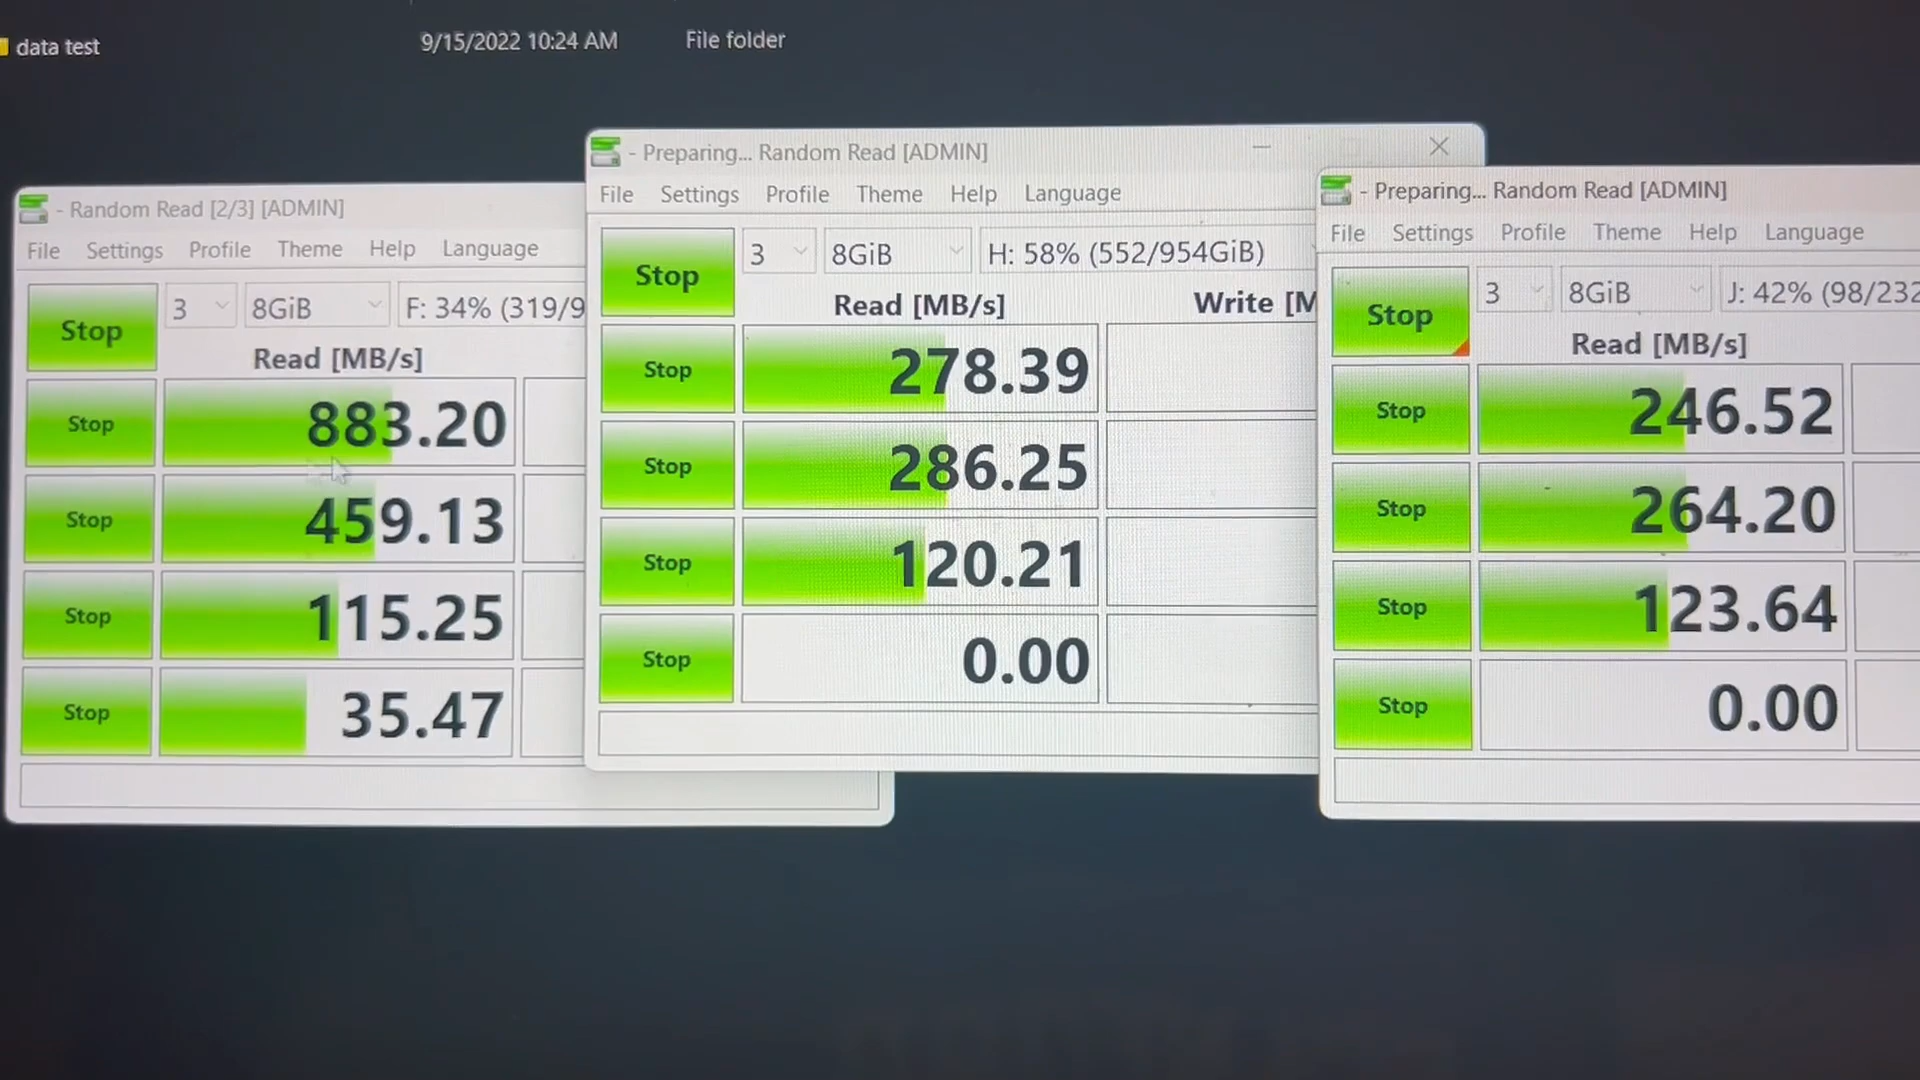 data test 9/15/2022 10:24 AM File folder
- Random Read [2/3] [ADMIN]
File Settings Profile Theme Help Language
Stop 3 8GiB F: 34% (319/9
Read [MB/s]
Stop 883.20
Stop 459.13
Stop 115.25
Stop 35.47
- Preparing... Random Read [ADMIN]
File Settings Profile Theme Help Language
Stop 3 8GiB H: 58% (552/954GiB)
Read [MB/s] Write [M
Stop 278.39
Stop 286.25
Stop 120.21
Stop 0.00
- Preparing... Random Read [ADMIN]
File Settings Profile Theme Help Language
Stop 3 8GiB J: 42% (98/232
Read [MB/s]
Stop 246.52
Stop 264.20
Stop 123.64
Stop 0.00